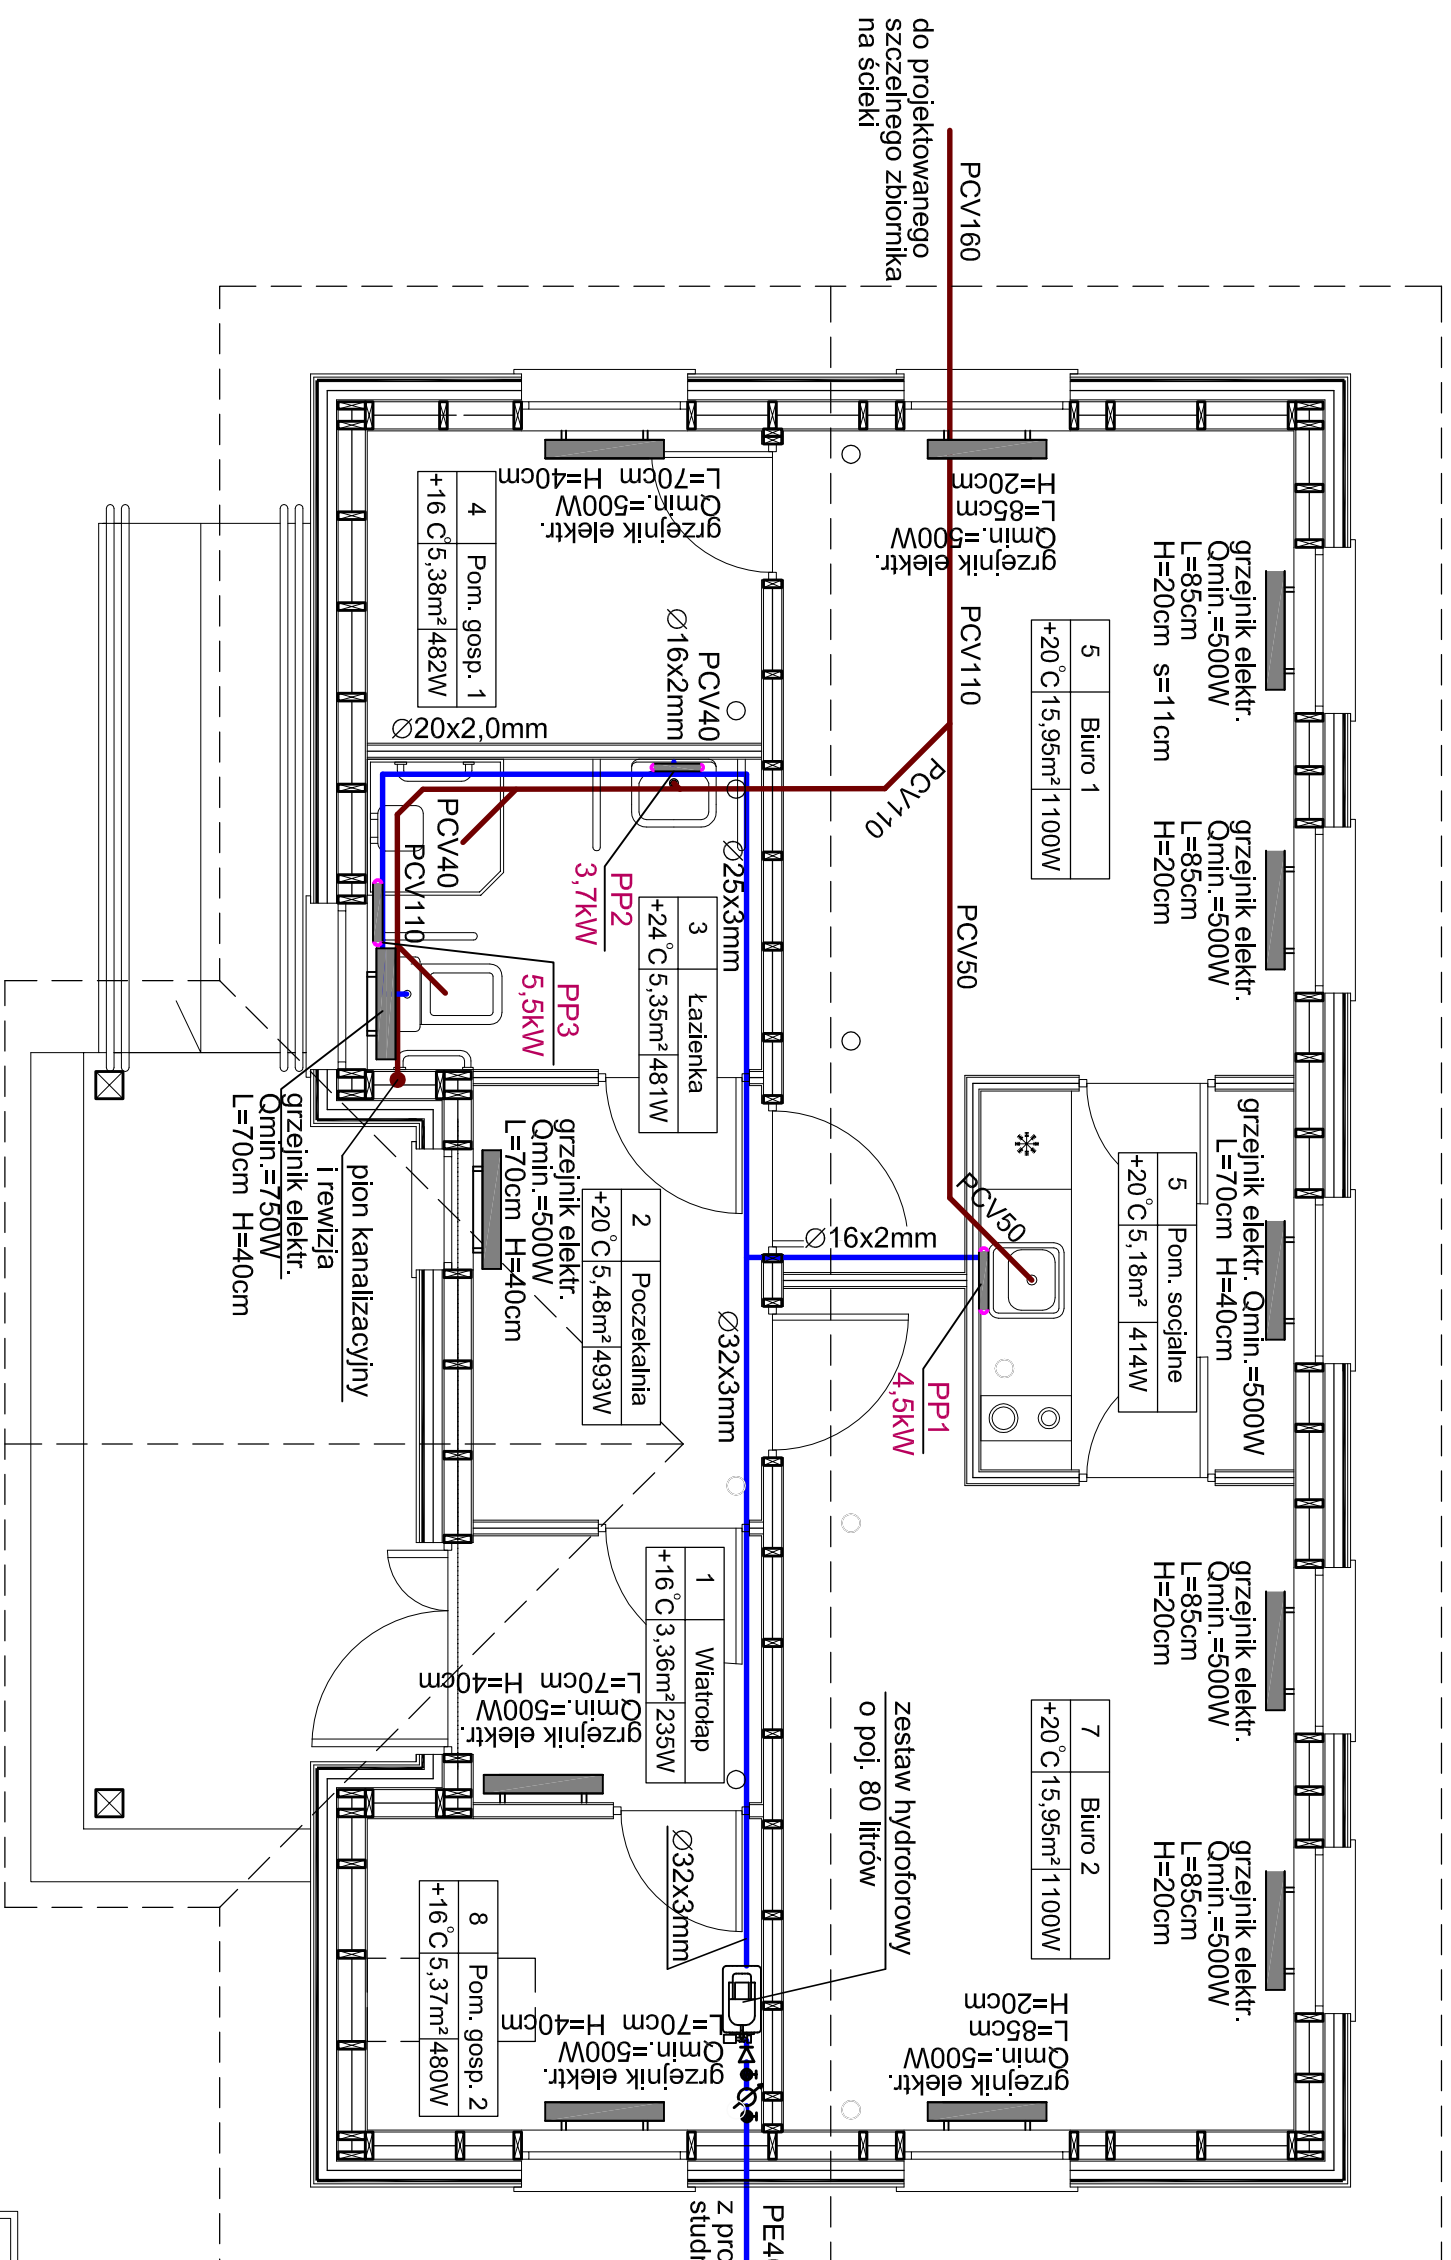 do projektowanego
szczelnego zbiornika
na ścieki
PCV160
grzejnik elektr.
Qmin.=500W
L=85cm
H=20cm s=11cm
grzejnik elektr.
Qmin.=500W
L=85cm
H=20cm
grzejnik elektr. Qmin.=500W
L=70cm H=40cm
grzejnik elektr.
Qmin.=500W
L=85cm
H=20cm
grzejnik elektr.
Qmin.=500W
L=85cm
H=20cm
grzejnik elektr.
Qmin.=500W
L=85cm
H=20cm
5 Biuro 1
+20°C 15,95m² 1100W
PCV110
PCV110
PCV50
PCV50
5 Pom. socjalne
+20°C 5,18m² 414W
Ø16x2mm
PP1
4,5kW
7 Biuro 2
+20°C 15,95m² 1100W
zestaw hydroforowy
o poj. 80 litrów
grzejnik elektr.
Qmin.=500W
L=85cm
H=20cm
grzejnik elektr.
Qmin.=500W
L=70cm H=40cm
4 Pom. gosp. 1
+16 C° 5,38m² 482W
PCV40
Ø16x2mm
Ø20x2,0mm
Ø25x3mm
PP2
3,7kW
3 Łazienka
+24°C 5,35m² 481W
PCV40
PCV110
PP3
5,5kW
grzejnik elektr.
Qmin.=500W
L=70cm H=40cm
2 Poczekalnia
+20°C 5,48m² 493W
Ø32x3mm
pion kanalizacyjny
i rewizja
grzejnik elektr.
Qmin.=750W
L=70cm H=40cm
1 Wiatrołap
+16°C 3,36m² 235W
grzejnik elektr.
Qmin.=500W
L=70cm H=40cm
Ø32x3mm
8 Pom. gosp. 2
+16°C 5,37m² 480W
grzejnik elektr.
Qmin.=500W
L=70cm H=40cm
z